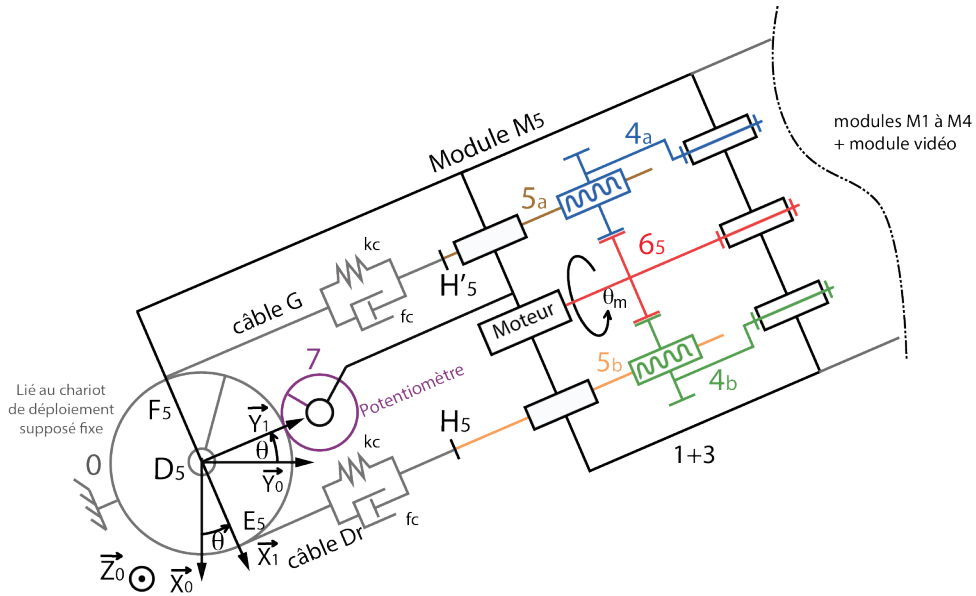 Module M5
modules M1 à M4
+ module vidéo
4a
5a
65
kc
H'5
θm
câble G
fc
Moteur
7
Potentiomètre
5b
4b
Lié au chariot
de déploiement
supposé fixe
F5
Y1
H5
kc
θ
1+3
0
D5
Y0
E5
fc
câble Dr
θ
X1
Z0
X0